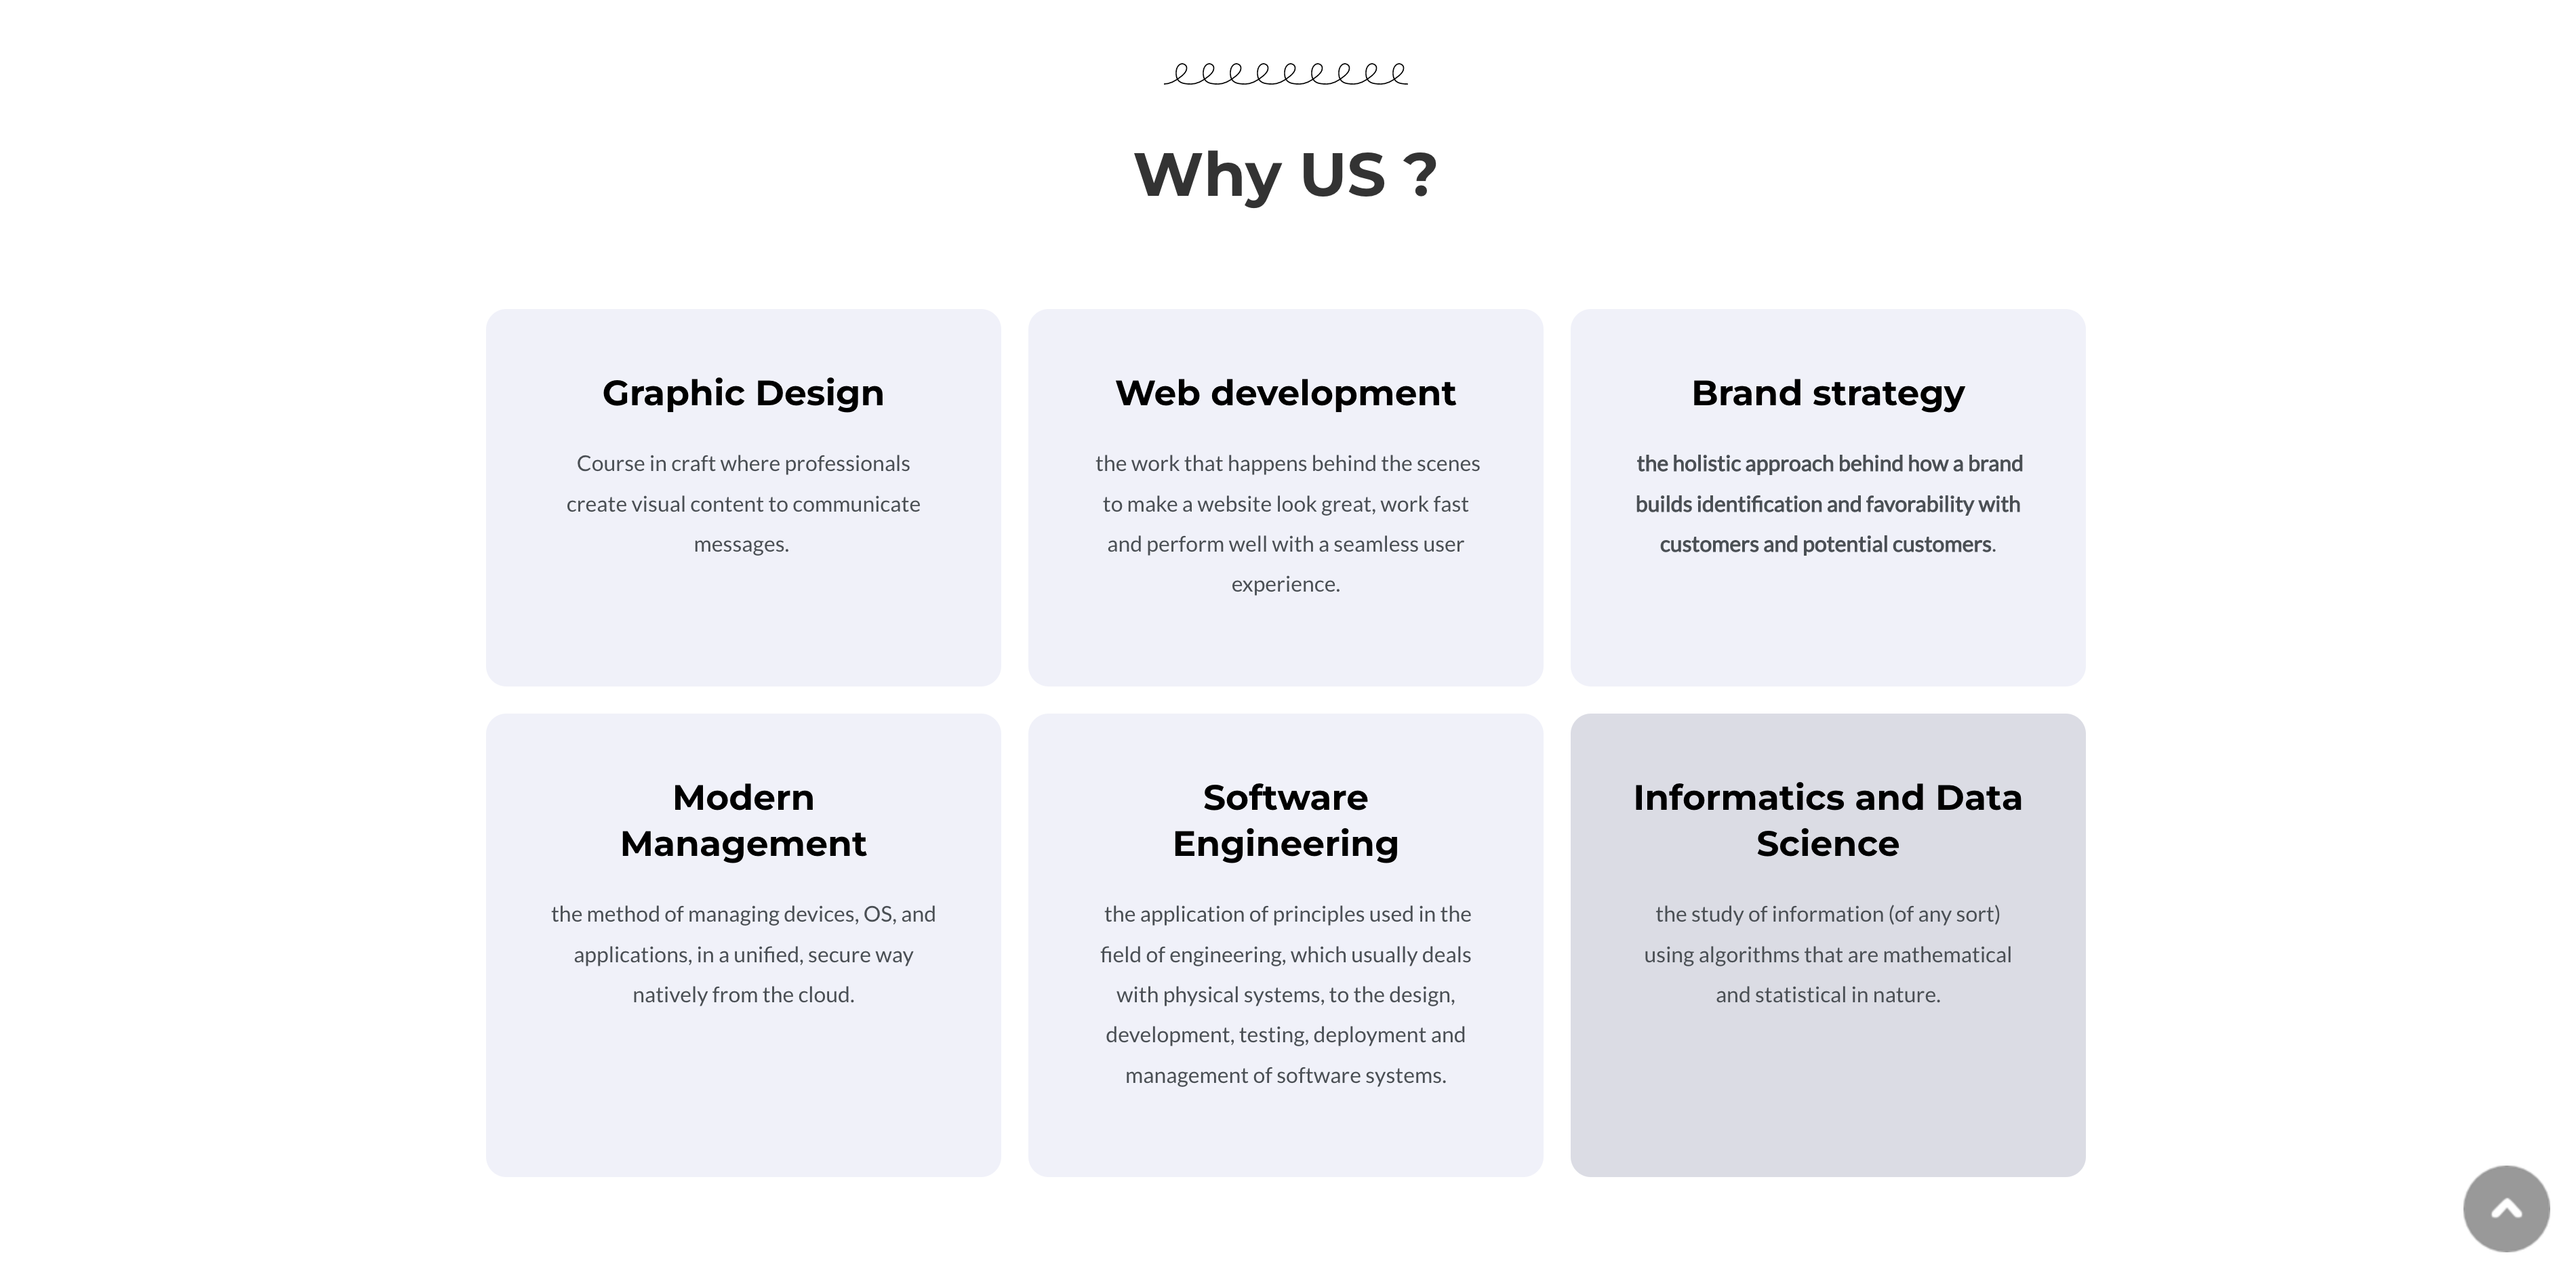 Why US ?
Graphic Design
Course in craft where professionals
create visual content to communicate
messages.
Web development
the work that happens behind the scenes
to make a website look great, work fast
and perform well with a seamless user
experience.
Brand strategy
the holistic approach behind how a brand
builds identification and favorability with
customers and potential customers.
Modern
Management
the method of managing devices, OS, and
applications, in a unified, secure way
natively from the cloud.
Software
Engineering
the application of principles used in the
field of engineering, which usually deals
with physical systems, to the design,
development, testing, deployment and
management of software systems.
Informatics and Data
Science
the study of information (of any sort)
using algorithms that are mathematical
and statistical in nature.